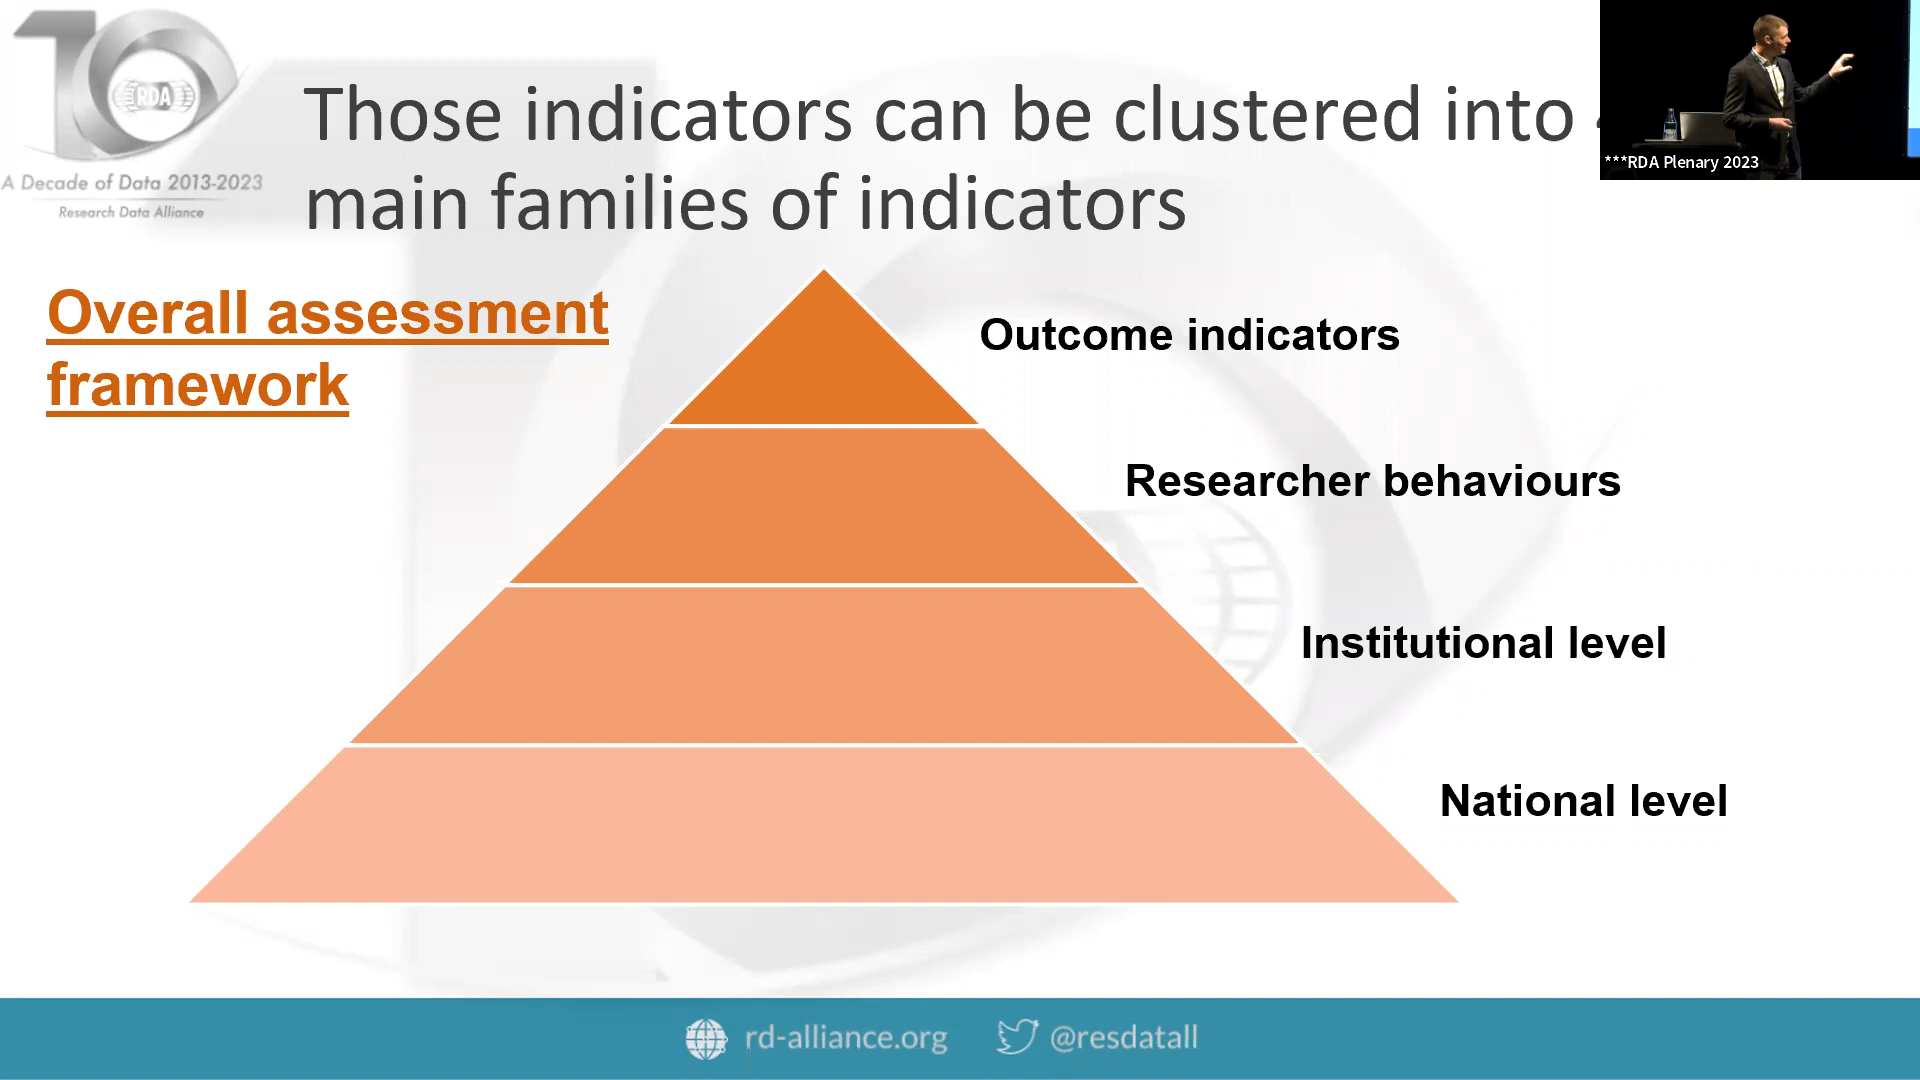 RDA
A Decade of Data 2013-2023
Research Data Alliance
Those indicators can be clustered into
main families of indicators
***RDA Plenary 2023
Overall assessment
framework
Outcome indicators
Researcher behaviours
Institutional level
National level
rd-alliance.org
@resdatall